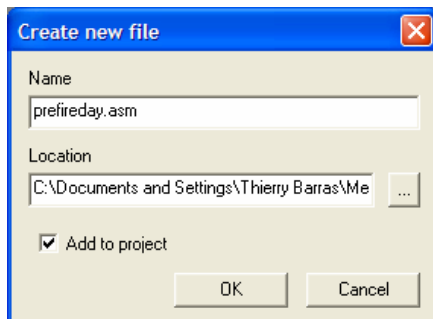 Create new file
Name
prefireday.asm
Location
C:\Documents and Settings\Thierry Barras\Me
...
Add to project
OK Cancel